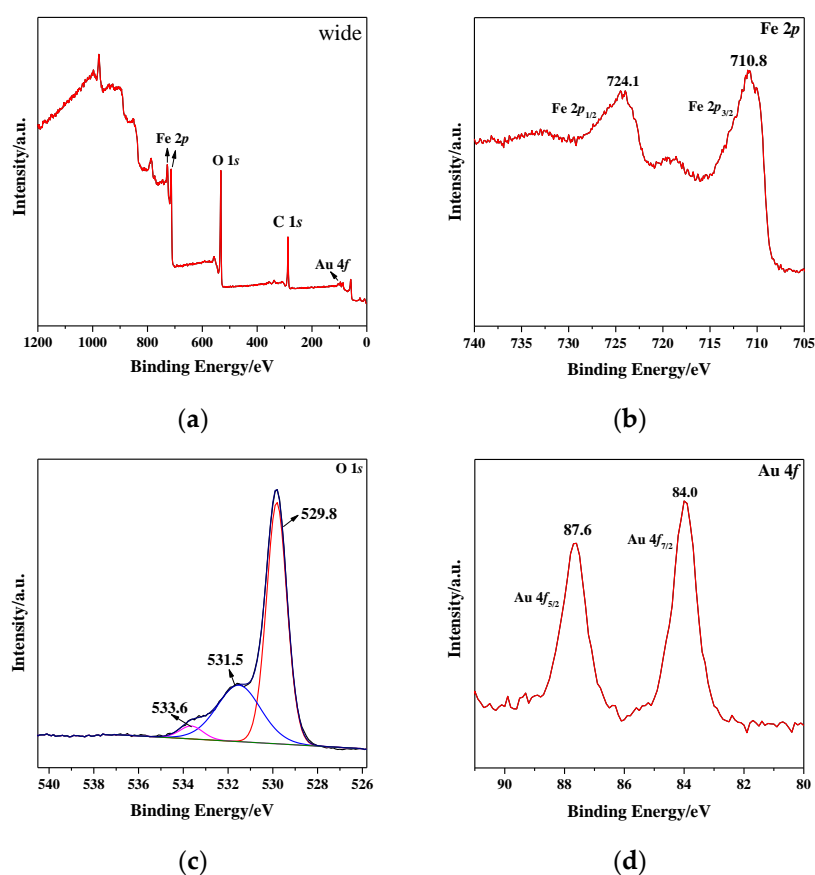 wide
Fe 2p
O 1s
C 1s
Au 4f
Intensity/a.u.
1200 1000 800 600 400 200 0
Binding Energy/eV
(a)
Fe 2p
710.8
724.1
Fe 2p1/2
Fe 2p3/2
Intensity/a.u.
740 735 730 725 720 715 710 705
Binding Energy/eV
(b)
O 1s
529.8
531.5
533.6
Intensity/a.u.
540 538 536 534 532 530 528 526
Binding Energy/eV
(c)
Au 4f
84.0
87.6
Au 4f7/2
Au 4f5/2
Intensity/a.u.
90 88 86 84 82 80
Binding Energy/eV
(d)